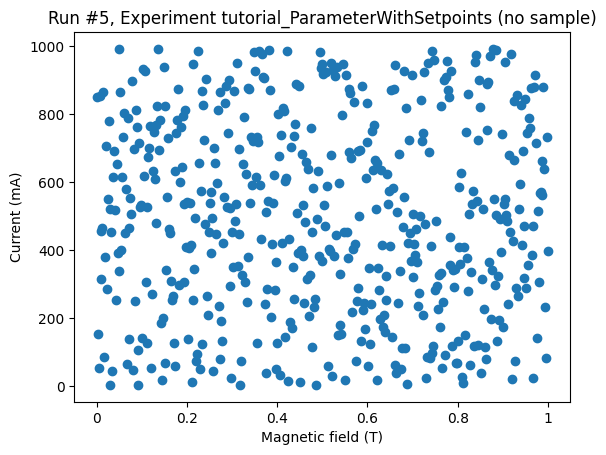 Run #5, Experiment tutorial_ParameterWithSetpoints (no sample)
1000
800
600
400
200
0
Current (mA)
0 0.2 0.4 0.6 0.8 1
Magnetic field (T)